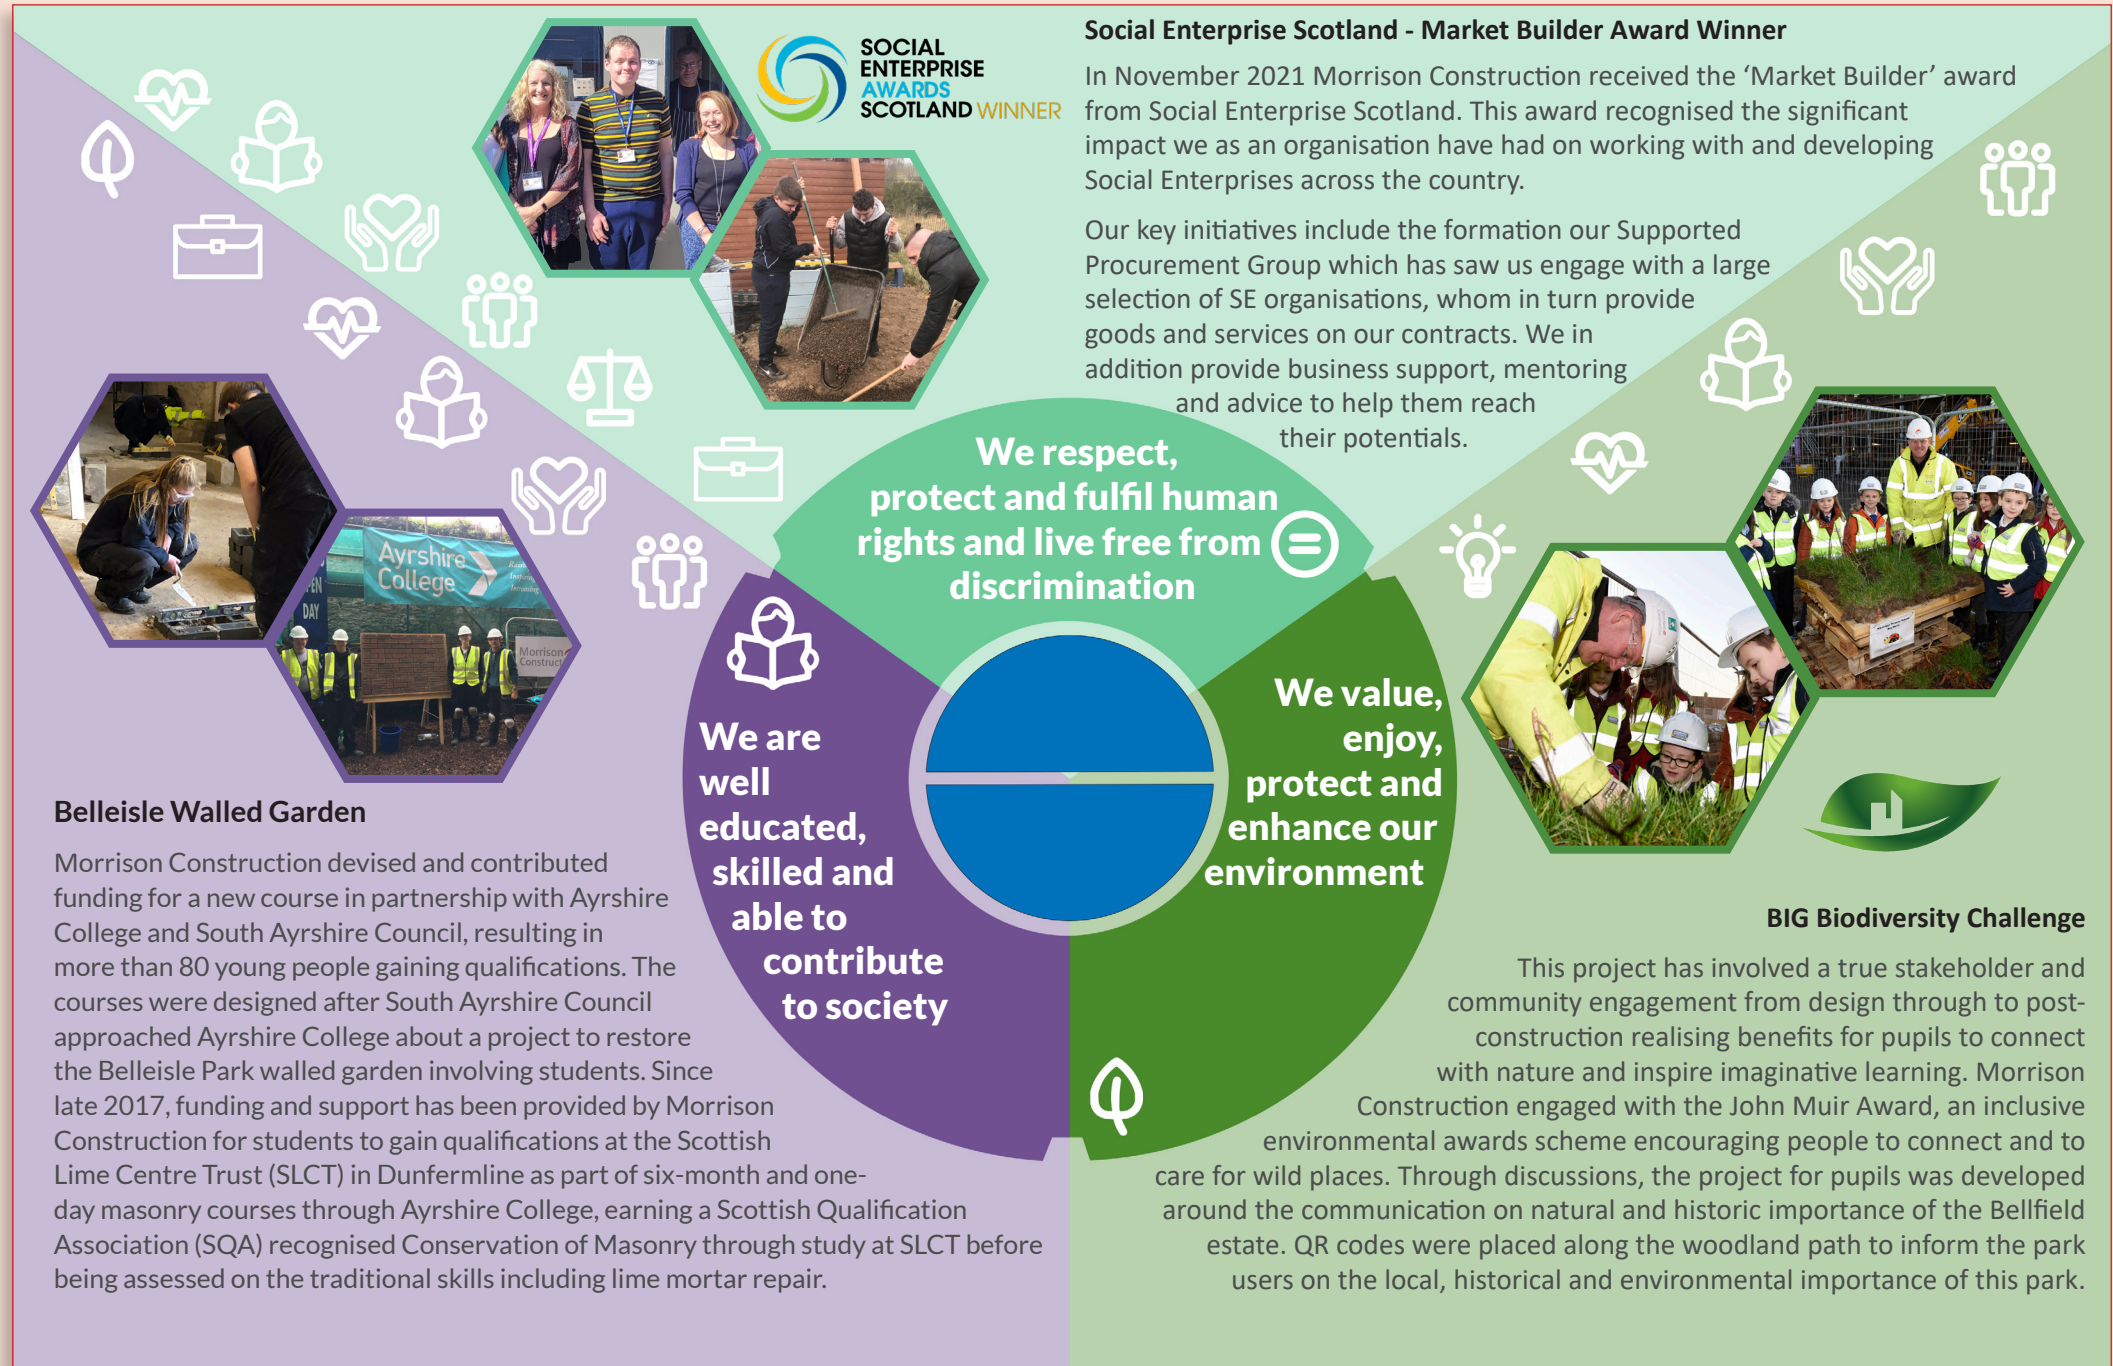 SOCIAL
ENTERPRISE
AWARDS
SCOTLAND WINNER
Social Enterprise Scotland - Market Builder Award Winner
In November 2021 Morrison Construction received the ‘Market Builder’ award
from Social Enterprise Scotland. This award recognised the significant
impact we as an organisation have had on working with and developing
Social Enterprises across the country.
Our key initiatives include the formation our Supported
Procurement Group which has saw us engage with a large
selection of SE organisations, whom in turn provide
goods and services on our contracts. We in
addition provide business support, mentoring
and advice to help them reach
their potentials.
We respect,
protect and fulfil human
rights and live free from
discrimination
Ayrshire
College
OPEN
DAY
Morrison
Construct
We are
well
educated,
skilled and
able to
contribute
to society
We value,
enjoy,
protect and
enhance our
environment
Belleisle Walled Garden
Morrison Construction devised and contributed
funding for a new course in partnership with Ayrshire
College and South Ayrshire Council, resulting in
more than 80 young people gaining qualifications. The
courses were designed after South Ayrshire Council
approached Ayrshire College about a project to restore
the Belleisle Park walled garden involving students. Since
late 2017, funding and support has been provided by Morrison
Construction for students to gain qualifications at the Scottish
Lime Centre Trust (SLCT) in Dunfermline as part of six-month and one-
day masonry courses through Ayrshire College, earning a Scottish Qualification
Association (SQA) recognised Conservation of Masonry through study at SLCT before
being assessed on the traditional skills including lime mortar repair.
BIG Biodiversity Challenge
This project has involved a true stakeholder and
community engagement from design through to post-
construction realising benefits for pupils to connect
with nature and inspire imaginative learning. Morrison
Construction engaged with the John Muir Award, an inclusive
environmental awards scheme encouraging people to connect and to
care for wild places. Through discussions, the project for pupils was developed
around the communication on natural and historic importance of the Bellfield
estate. QR codes were placed along the woodland path to inform the park
users on the local, historical and environmental importance of this park.